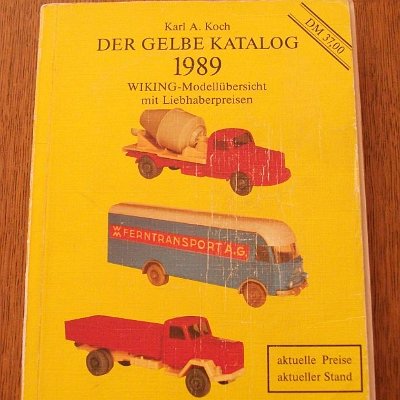 Karl A. Koch
DM 37,00
DER GELBE KATALOG
1989
WIKING-Modellübersicht
mit Liebhaberpreisen
FERNTRANSPORT A.G.
aktuelle Preise
aktueller Stand